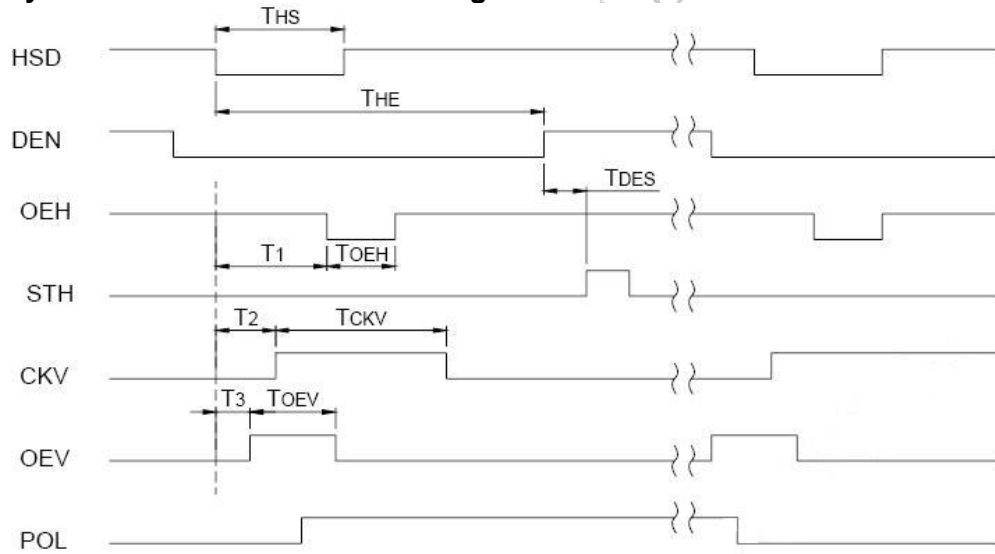 THS
HSD
THE
DEN
TDES
OEH
T1 TOEH
STH
T2 TCKV
CKV
T3 TOEV
OEV
POL